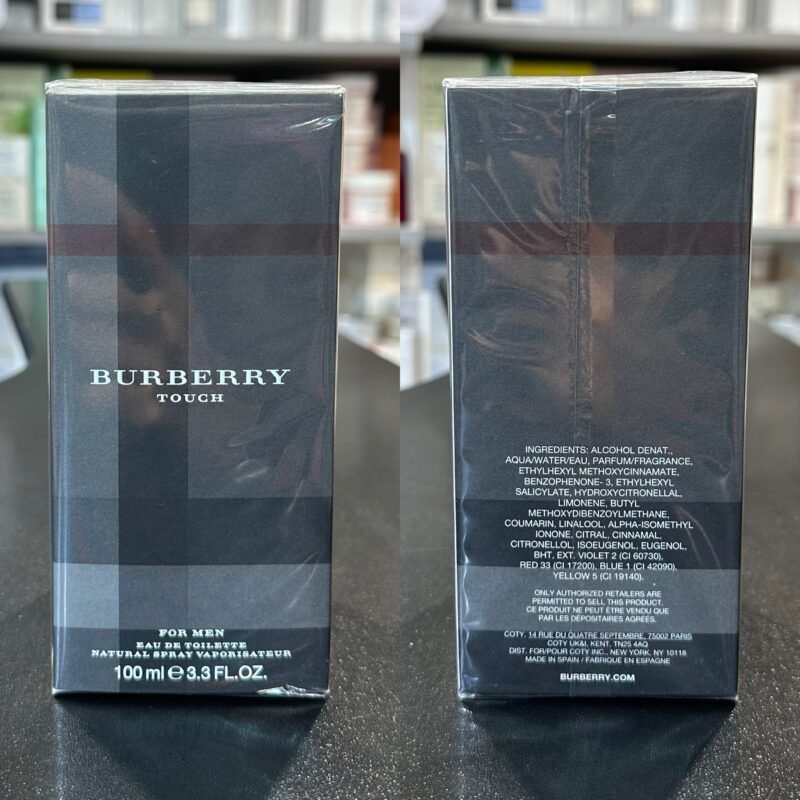 BURBERRY
TOUCH
FOR MEN
EAU DE TOILETTE
NATURAL SPRAY VAPORISATEUR
100 ml ℮ 3.3 FL.OZ.
INGREDIENTS: ALCOHOL DENAT.,
AQUA/WATER/EAU, PARFUM/FRAGRANCE,
ETHYLHEXYL METHOXYCINNAMATE,
BENZOPHENONE- 3, ETHYLHEXYL
SALICYLATE, HYDROXYCITRONELLAL,
LIMONENE, BUTYL
METHOXYDIBENZOYLMETHANE,
COUMARIN, LINALOOL, ALPHA-ISOMETHYL
IONONE, CITRAL, CINNAMAL,
CITRONELLOL, ISOEUGENOL, EUGENOL,
BHT, EXT. VIOLET 2 (CI 60730),
RED 33 (CI 17200), BLUE 1 (CI 42090),
YELLOW 5 (CI 19140).
ONLY AUTHORIZED RETAILERS ARE
PERMITTED TO SELL THIS PRODUCT.
CE PRODUIT NE PEUT ÊTRE VENDU QUE
PAR LES DÉPOSITAIRES AGRÉÉS.
COTY, 14 RUE DU QUATRE SEPTEMBRE, 75002 PARIS
COTY UK&I, KENT, TN25 4AQ
DIST. FOR/POUR COTY INC., NEW YORK, NY 10118
MADE IN SPAIN / FABRIQUÉ EN ESPAGNE
BURBERRY.COM